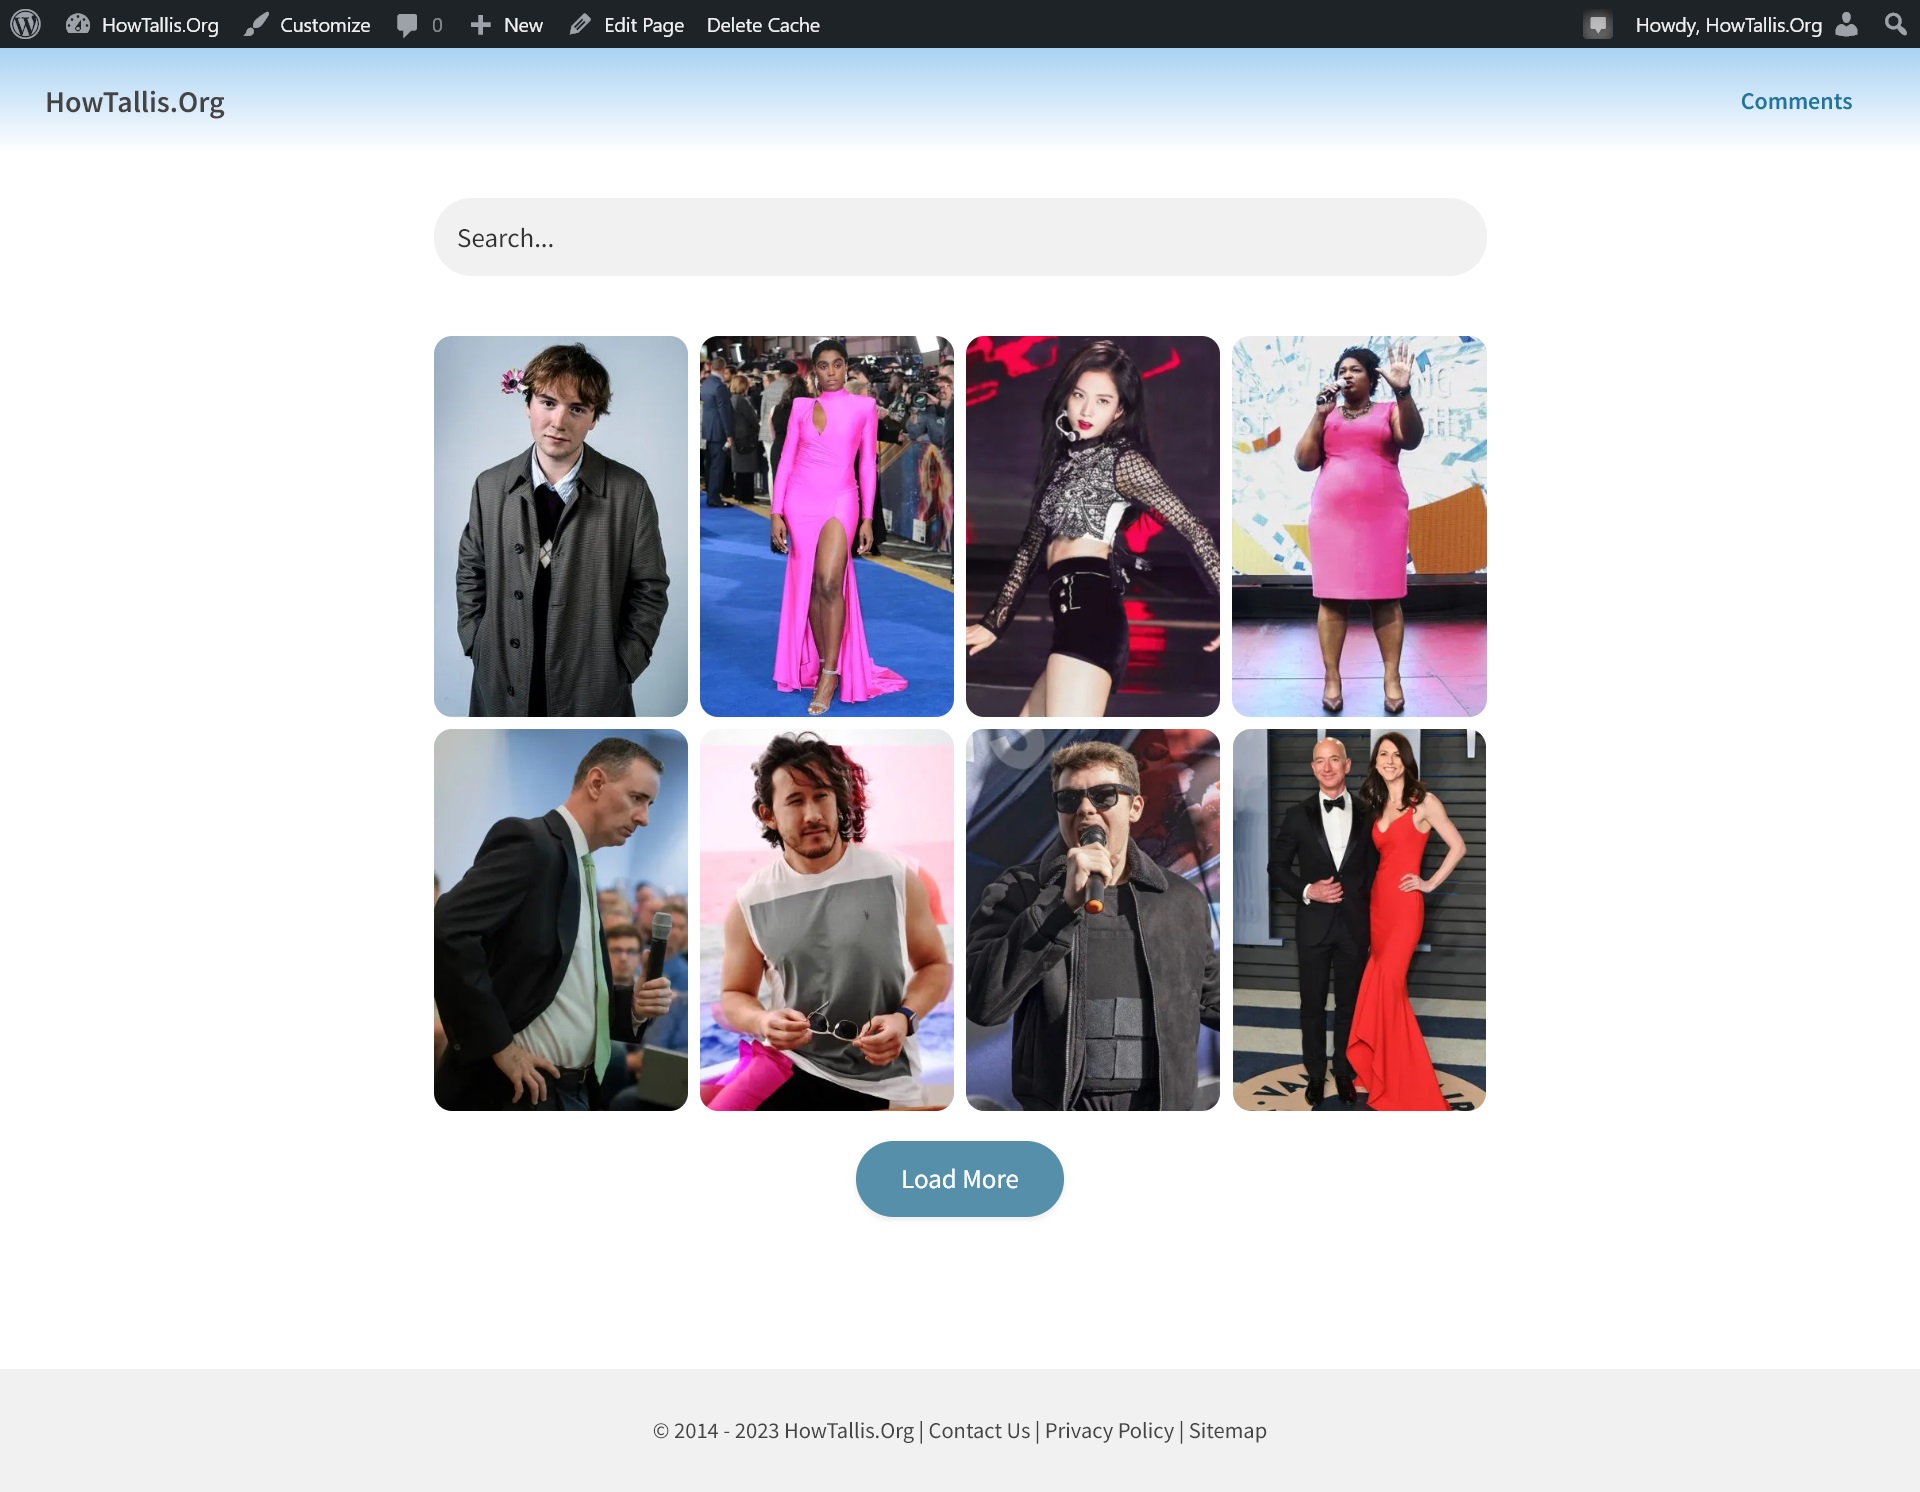 HowTallis.Org Customize 0 New Edit Page Delete Cache Howdy, HowTallis.Org
HowTallis.Org Comments
Search...
Load More
© 2014 - 2023 HowTallis.Org | Contact Us | Privacy Policy | Sitemap